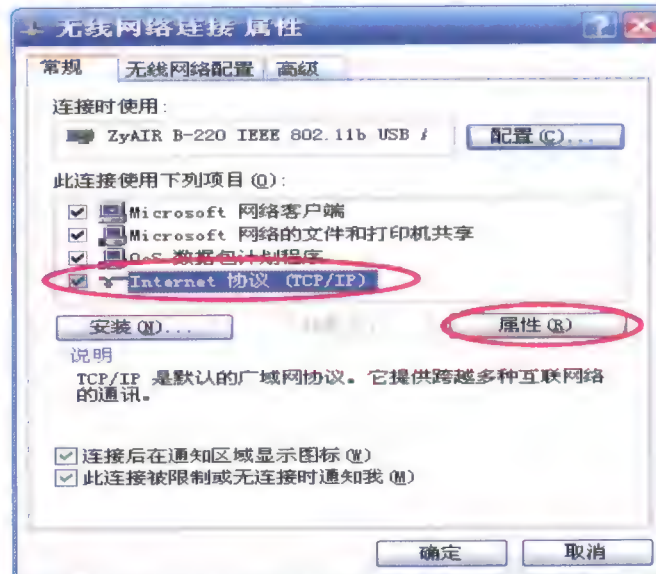 无线网络连接 属性
常规 无线网络配置 高级
连接时使用:
ZyAIR B-220 IEEE 802.11b USB 配置(C)...
此连接使用下列项目(O):
Microsoft 网络客户端
Microsoft 网络的文件和打印机共享
QoS 数据包计划程序
Internet 协议 (TCP/IP)
安装(N)... 属性(R)
说明
TCP/IP 是默认的广域网协议。它提供跨越多种互联网络
的通讯。
连接后在通知区域显示图标(W)
此连接被限制或无连接时通知我(M)
确定 取消